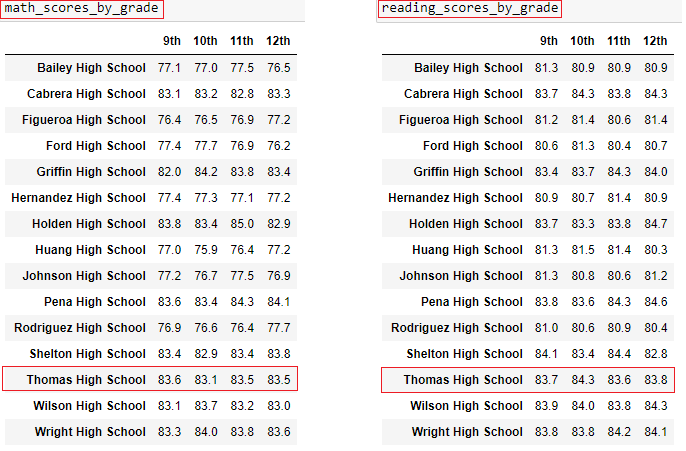 math_scores_by_grade
9th 10th 11th 12th
Bailey High School 77.1 77.0 77.5 76.5
Cabrera High School 83.1 83.2 82.8 83.3
Figueroa High School 76.4 76.5 76.9 77.2
Ford High School 77.4 77.7 76.9 76.2
Griffin High School 82.0 84.2 83.8 83.4
Hernandez High School 77.4 77.3 77.1 77.2
Holden High School 83.8 83.4 85.0 82.9
Huang High School 77.0 75.9 76.4 77.2
Johnson High School 77.2 76.7 77.5 76.9
Pena High School 83.6 83.4 84.3 84.1
Rodriguez High School 76.9 76.6 76.4 77.7
Shelton High School 83.4 82.9 83.4 83.8
Thomas High School 83.6 83.1 83.5 83.5
Wilson High School 83.1 83.7 83.2 83.0
Wright High School 83.3 84.0 83.8 83.6
reading_scores_by_grade
9th 10th 11th 12th
Bailey High School 81.3 80.9 80.9 80.9
Cabrera High School 83.7 84.3 83.8 84.3
Figueroa High School 81.2 81.4 80.6 81.4
Ford High School 80.6 81.3 80.4 80.7
Griffin High School 83.4 83.7 84.3 84.0
Hernandez High School 80.9 80.7 81.4 80.9
Holden High School 83.7 83.3 83.8 84.7
Huang High School 81.3 81.5 81.4 80.3
Johnson High School 81.3 80.8 80.6 81.2
Pena High School 83.8 83.6 84.3 84.6
Rodriguez High School 81.0 80.6 80.9 80.4
Shelton High School 84.1 83.4 84.4 82.8
Thomas High School 83.7 84.3 83.6 83.8
Wilson High School 83.9 84.0 83.8 84.3
Wright High School 83.8 83.8 84.2 84.1